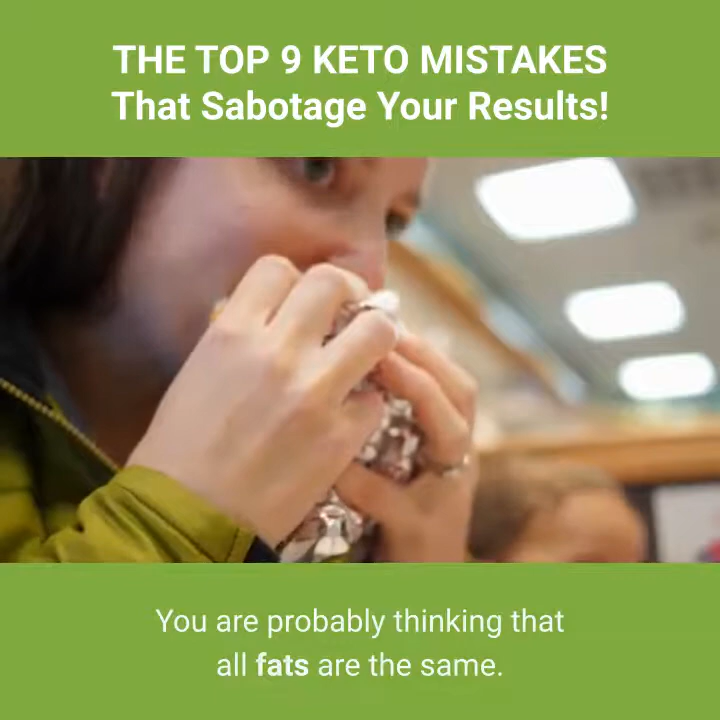 THE TOP 9 KETO MISTAKES
That Sabotage Your Results!
You are probably thinking that
all fats are the same.